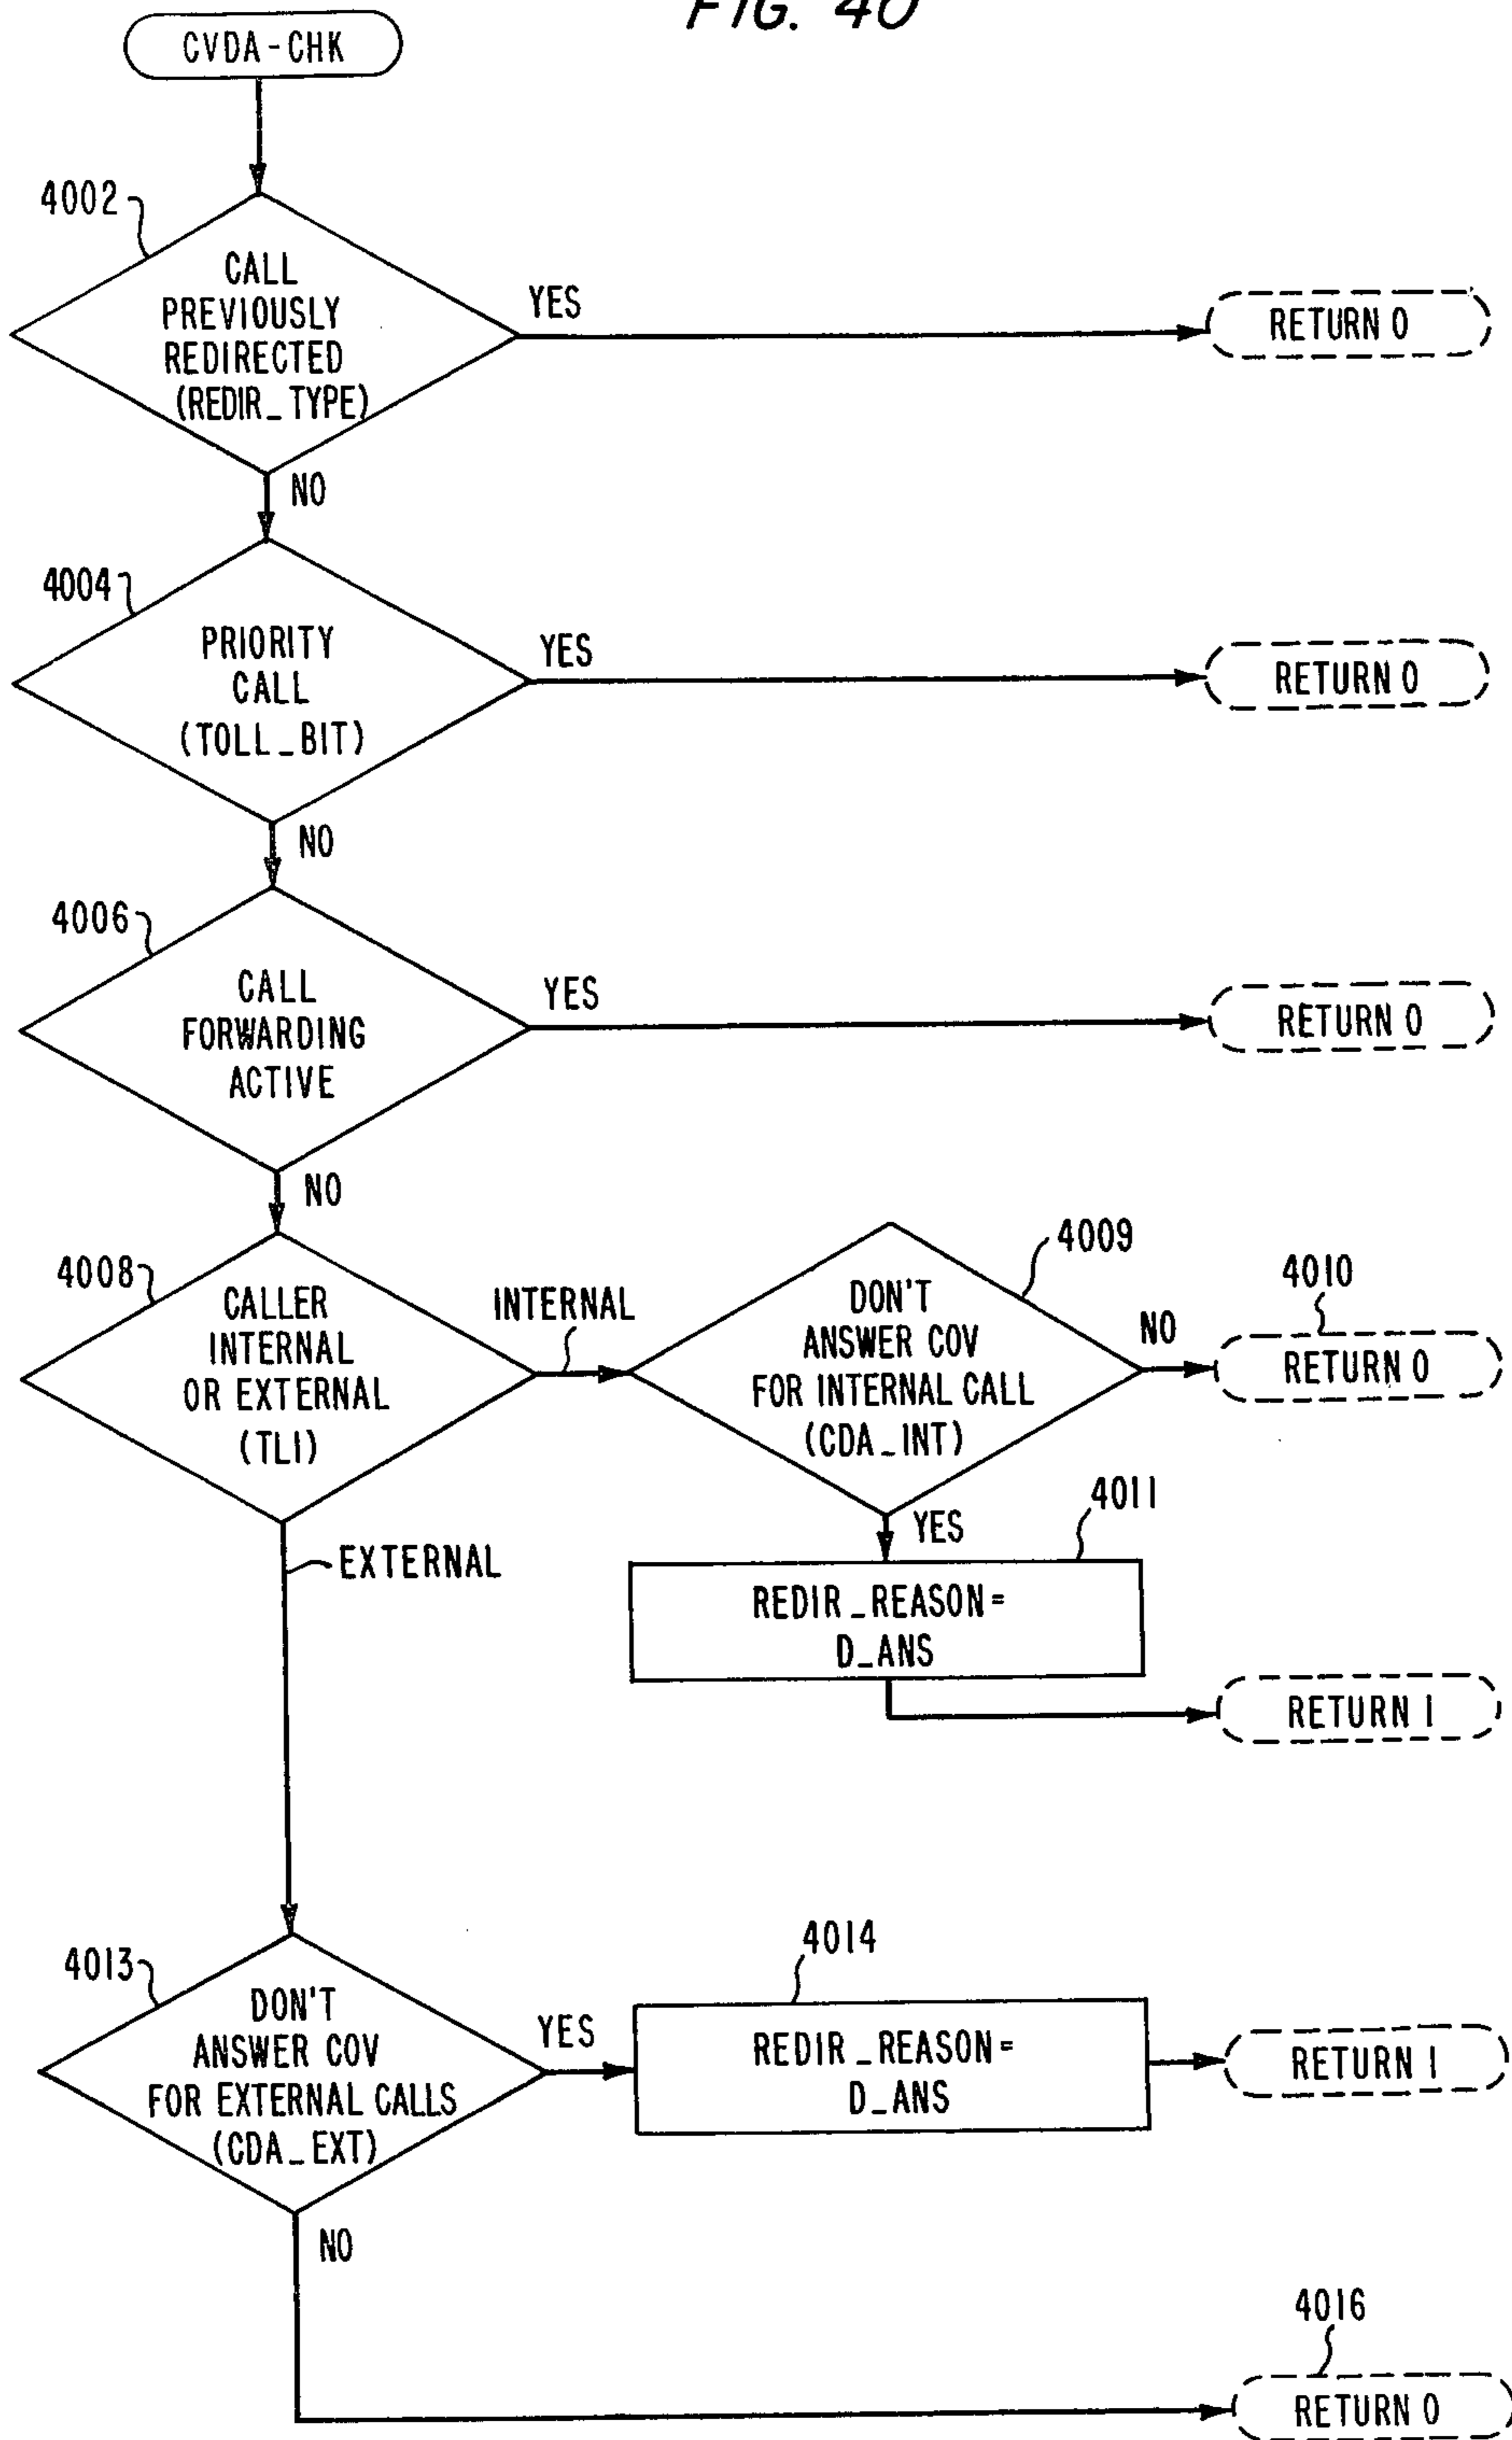 FIG. 40
CVDA-CHK
4002
CALL
PREVIOUSLY
REDIRECTED
(REDIR_TYPE)
YES
RETURN 0
NO
4004
PRIORITY
CALL
(TOLL_BIT)
YES
RETURN 0
NO
4006
CALL
FORWARDING
ACTIVE
YES
RETURN 0
NO
4008
CALLER
INTERNAL
OR EXTERNAL
(TLI)
INTERNAL
4009
DON'T
ANSWER COV
FOR INTERNAL CALL
(CDA_INT)
NO
4010
RETURN 0
YES
4011
REDIR_REASON=
D_ANS
RETURN 1
EXTERNAL
4013
DON'T
ANSWER COV
FOR EXTERNAL CALLS
(CDA_EXT)
YES
4014
REDIR_REASON=
D_ANS
RETURN 1
NO
4016
RETURN 0